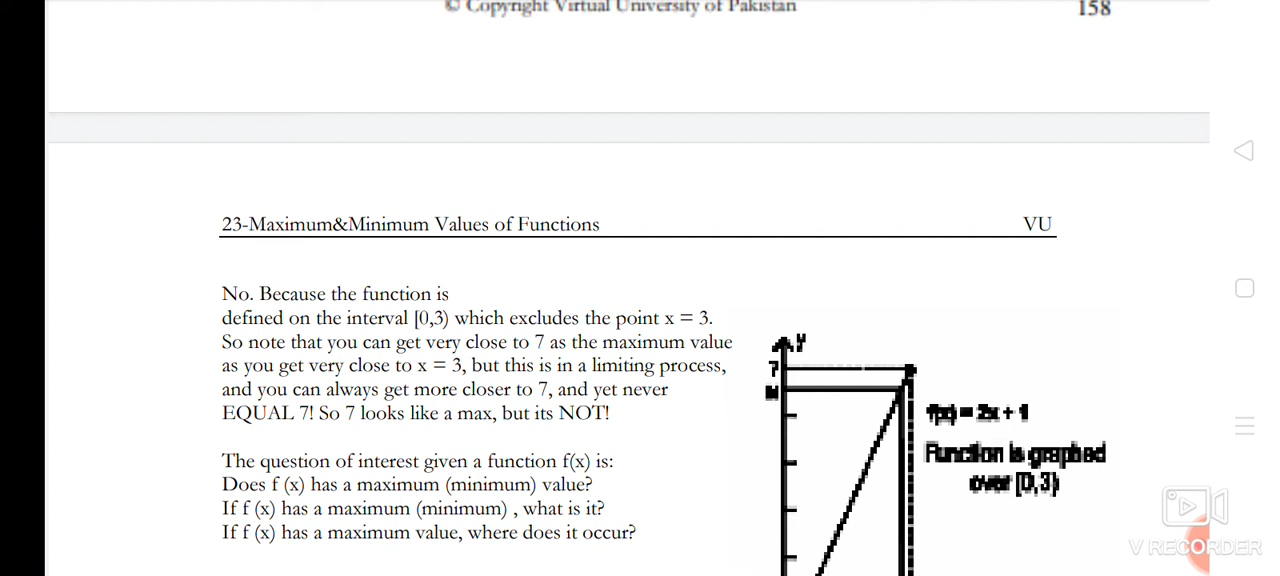 © Copyright Virtual University of Pakistan 158
23-Maximum&Minimum Values of Functions VU
No. Because the function is
defined on the interval [0,3) which excludes the point x = 3.
So note that you can get very close to 7 as the maximum value
as you get very close to x = 3, but this is in a limiting process,
and you can always get more closer to 7, and yet never
EQUAL 7! So 7 looks like a max, but its NOT!
The question of interest given a function f(x) is:
Does f (x) has a maximum (minimum) value?
If f (x) has a maximum (minimum) , what is it?
If f (x) has a maximum value, where does it occur?
y
7
M
f(x) = 2x + 1
Function is graphed
over [0,3)
V RECORDER